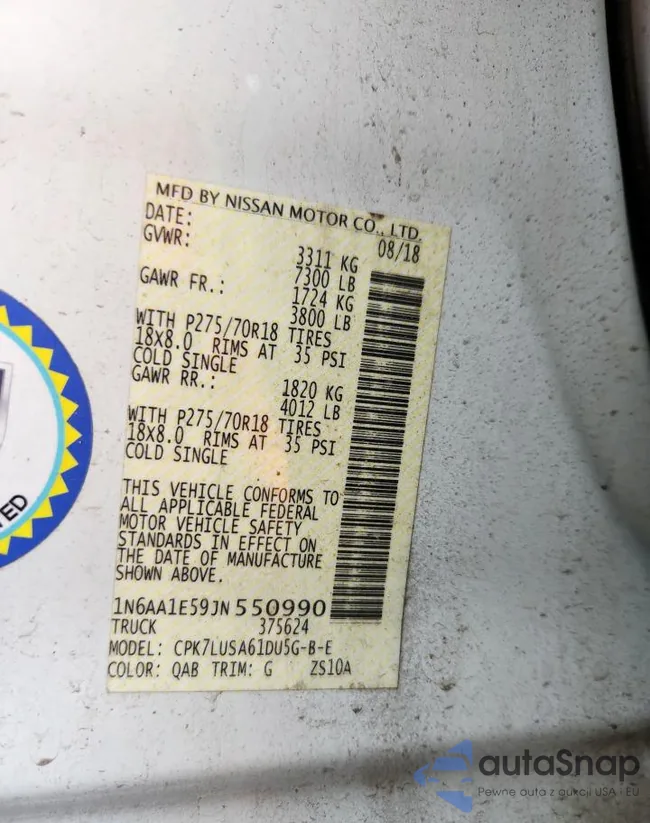 MFD BY NISSAN MOTOR CO., LTD.
DATE: 08/18
GVWR: 3311 KG
7300 LB
GAWR FR.: 1724 KG
3800 LB
WITH P275/70R18 TIRES
18X8.0 RIMS AT 35 PSI
COLD SINGLE
GAWR RR.: 1820 KG
4012 LB
WITH P275/70R18 TIRES
18X8.0 RIMS AT 35 PSI
COLD SINGLE
THIS VEHICLE CONFORMS TO
ALL APPLICABLE FEDERAL
MOTOR VEHICLE SAFETY
STANDARDS IN EFFECT ON
THE DATE OF MANUFACTURE
SHOWN ABOVE.
1N6AA1E59JN550990
TRUCK 375624
MODEL: CPK7LUSA61DU5G-B-E
COLOR: QAB TRIM: G ZS10A
TED
autoSnap
Pewne auta z aukcji USA i EU